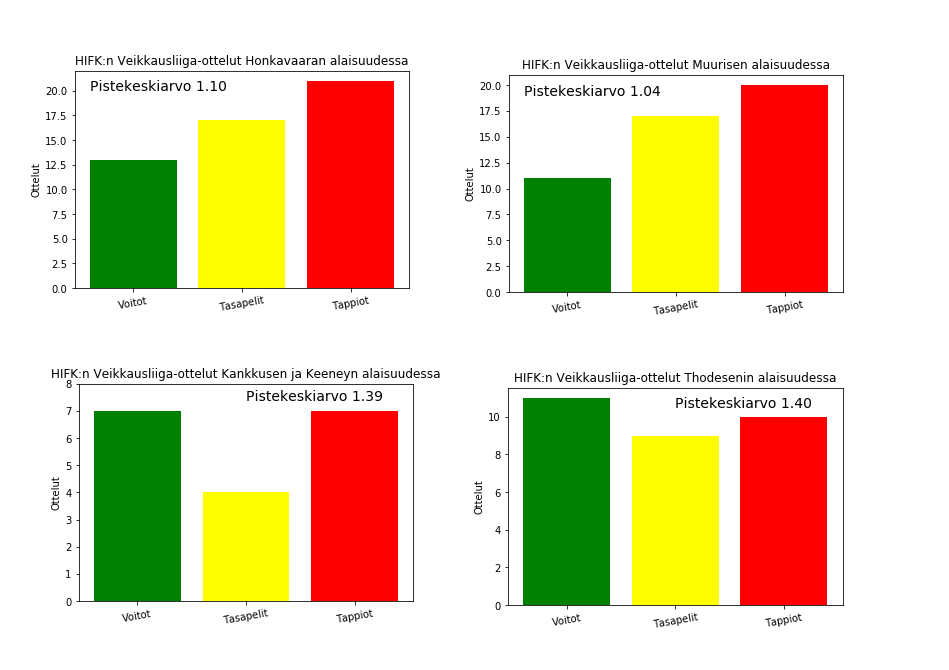 HIFK:n Veikkausliiga-ottelut Honkavaaran alaisuudessa
Pistekeskiarvo 1.10
20.0
17.5
15.0
12.5
10.0
7.5
5.0
2.5
0.0
Ottelut
Voitot Tasapelit Tappiot
HIFK:n Veikkausliiga-ottelut Muurisen alaisuudessa
Pistekeskiarvo 1.04
20.0
17.5
15.0
12.5
10.0
7.5
5.0
2.5
0.0
Ottelut
Voitot Tasapelit Tappiot
HIFK:n Veikkausliiga-ottelut Kankkusen ja Keeneyn alaisuudessa
Pistekeskiarvo 1.39
8
7
6
5
4
3
2
1
0
Ottelut
Voitot Tasapelit Tappiot
HIFK:n Veikkausliiga-ottelut Thodesenin alaisuudessa
Pistekeskiarvo 1.40
10
8
6
4
2
0
Ottelut
Voitot Tasapelit Tappiot